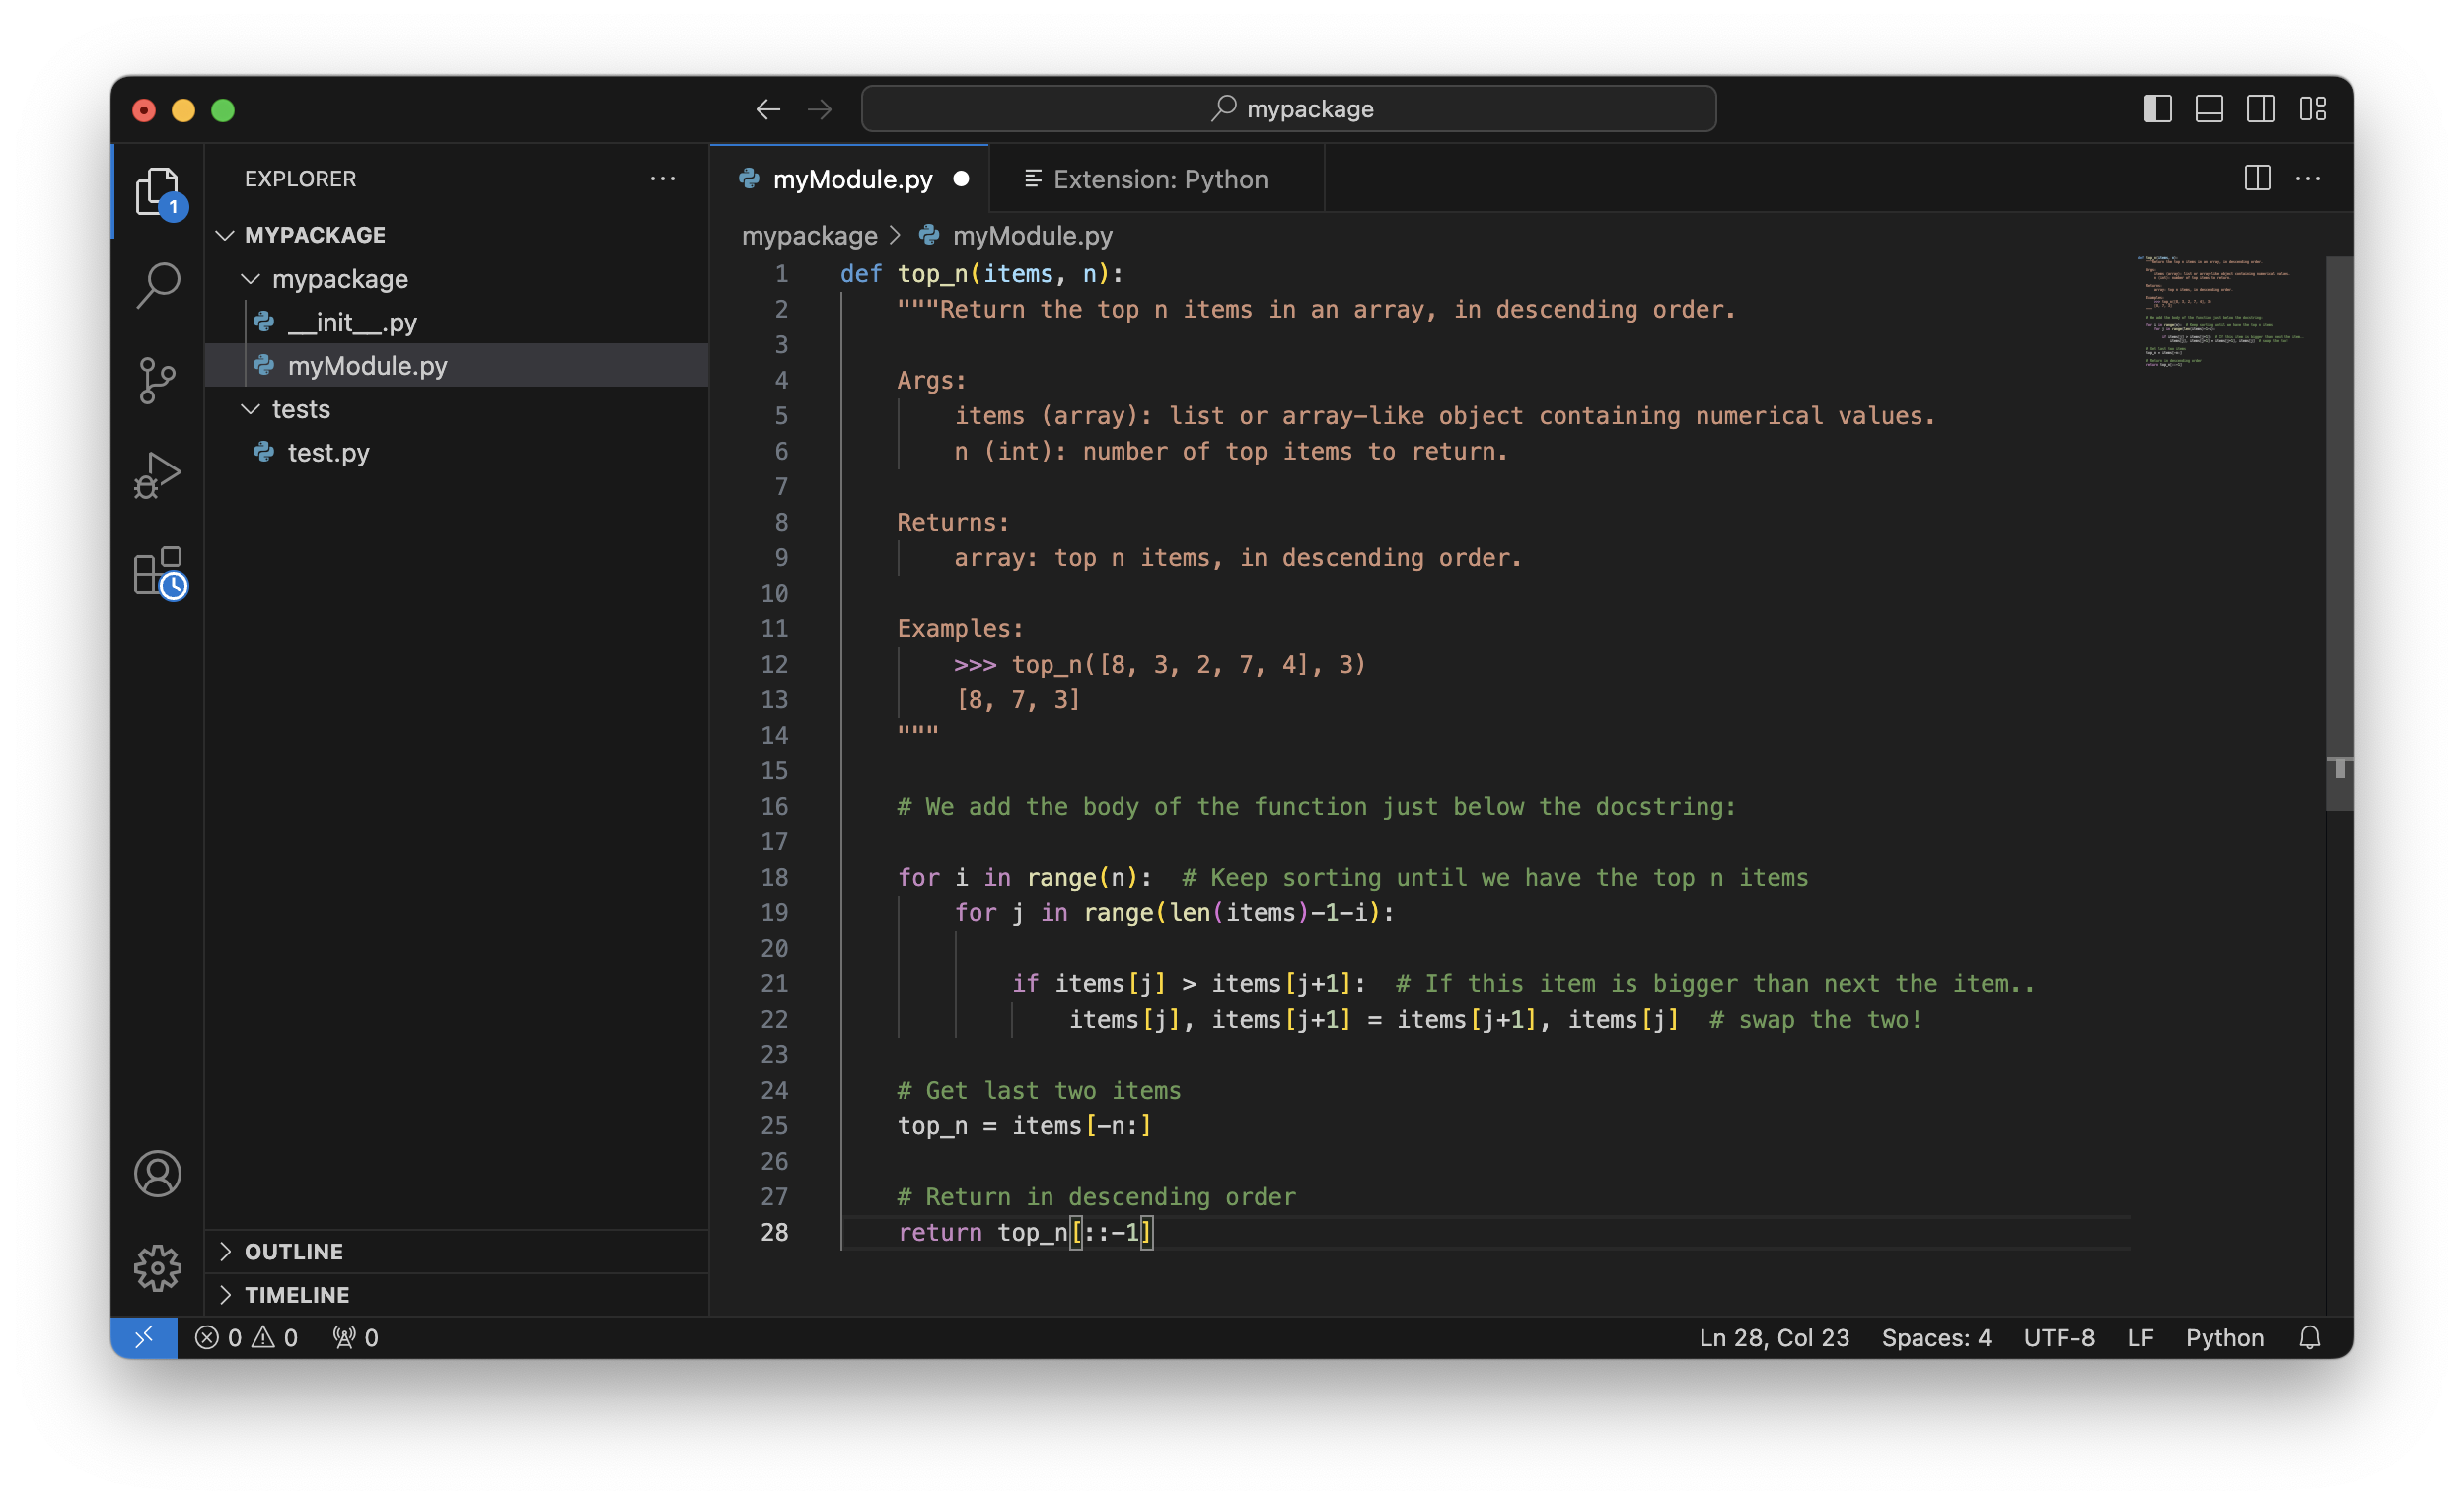 mypackage
EXPLORER
1
MYPACKAGE
mypackage
__init__.py
myModule.py
tests
test.py
OUTLINE
TIMELINE
myModule.py
Extension: Python
mypackage > myModule.py
1 def top_n(items, n):
2     """Return the top n items in an array, in descending order.
3
4     Args:
5         items (array): list or array-like object containing numerical values.
6         n (int): number of top items to return.
7
8     Returns:
9         array: top n items, in descending order.
10
11     Examples:
12         >>> top_n([8, 3, 2, 7, 4], 3)
13         [8, 7, 3]
14     """
15
16     # We add the body of the function just below the docstring:
17
18     for i in range(n):  # Keep sorting until we have the top n items
19         for j in range(len(items)-1-i):
20
21             if items[j] > items[j+1]:  # If this item is bigger than next the item..
22                 items[j], items[j+1] = items[j+1], items[j]  # swap the two!
23
24     # Get last two items
25     top_n = items[-n:]
26
27     # Return in descending order
28     return top_n[::-1]
0 0 0
Ln 28, Col 23 Spaces: 4 UTF-8 LF Python